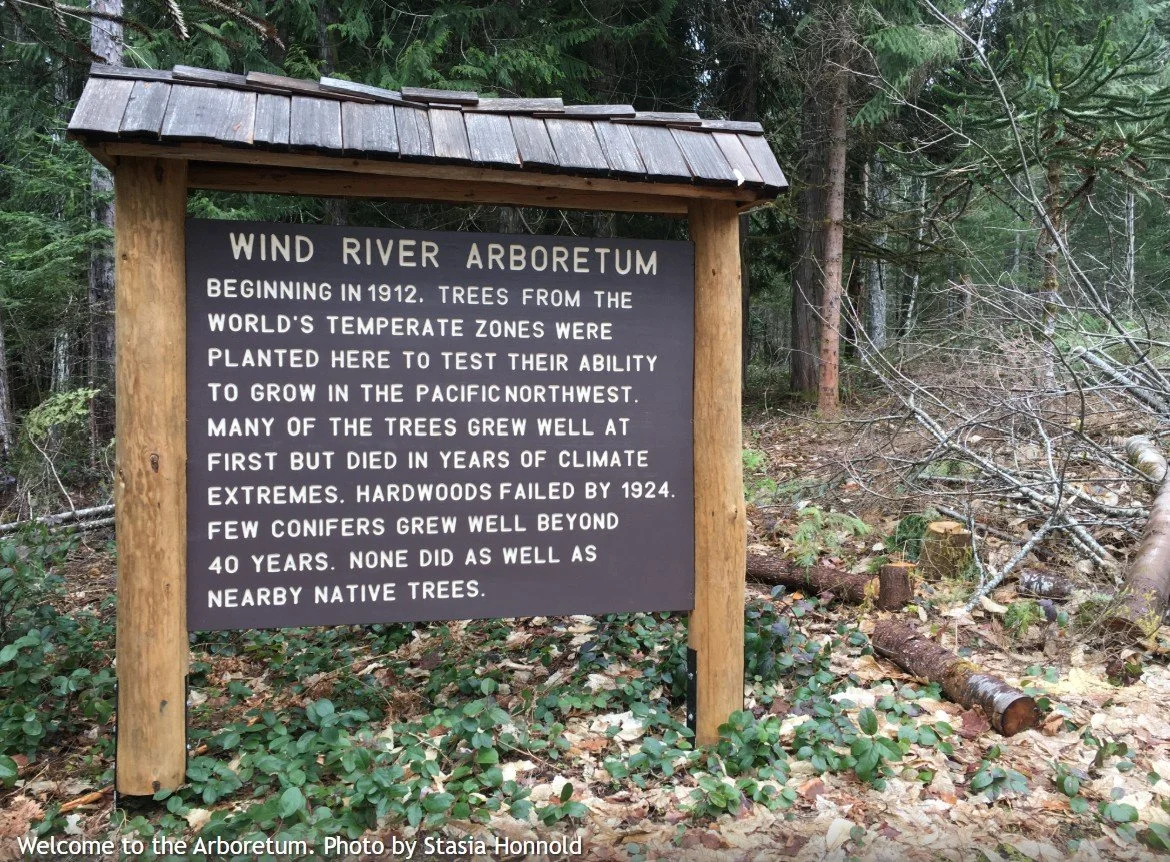 WIND RIVER ARBORETUM
BEGINNING IN 1912. TREES FROM THE
WORLD'S TEMPERATE ZONES WERE
PLANTED HERE TO TEST THEIR ABILITY
TO GROW IN THE PACIFIC NORTHWEST.
MANY OF THE TREES GREW WELL AT
FIRST BUT DIED IN YEARS OF CLIMATE
EXTREMES. HARDWOODS FAILED BY 1924.
FEW CONIFERS GREW WELL BEYOND
40 YEARS. NONE DID AS WELL AS
NEARBY NATIVE TREES.
Welcome to the Arboretum. Photo by Stasia Honnold